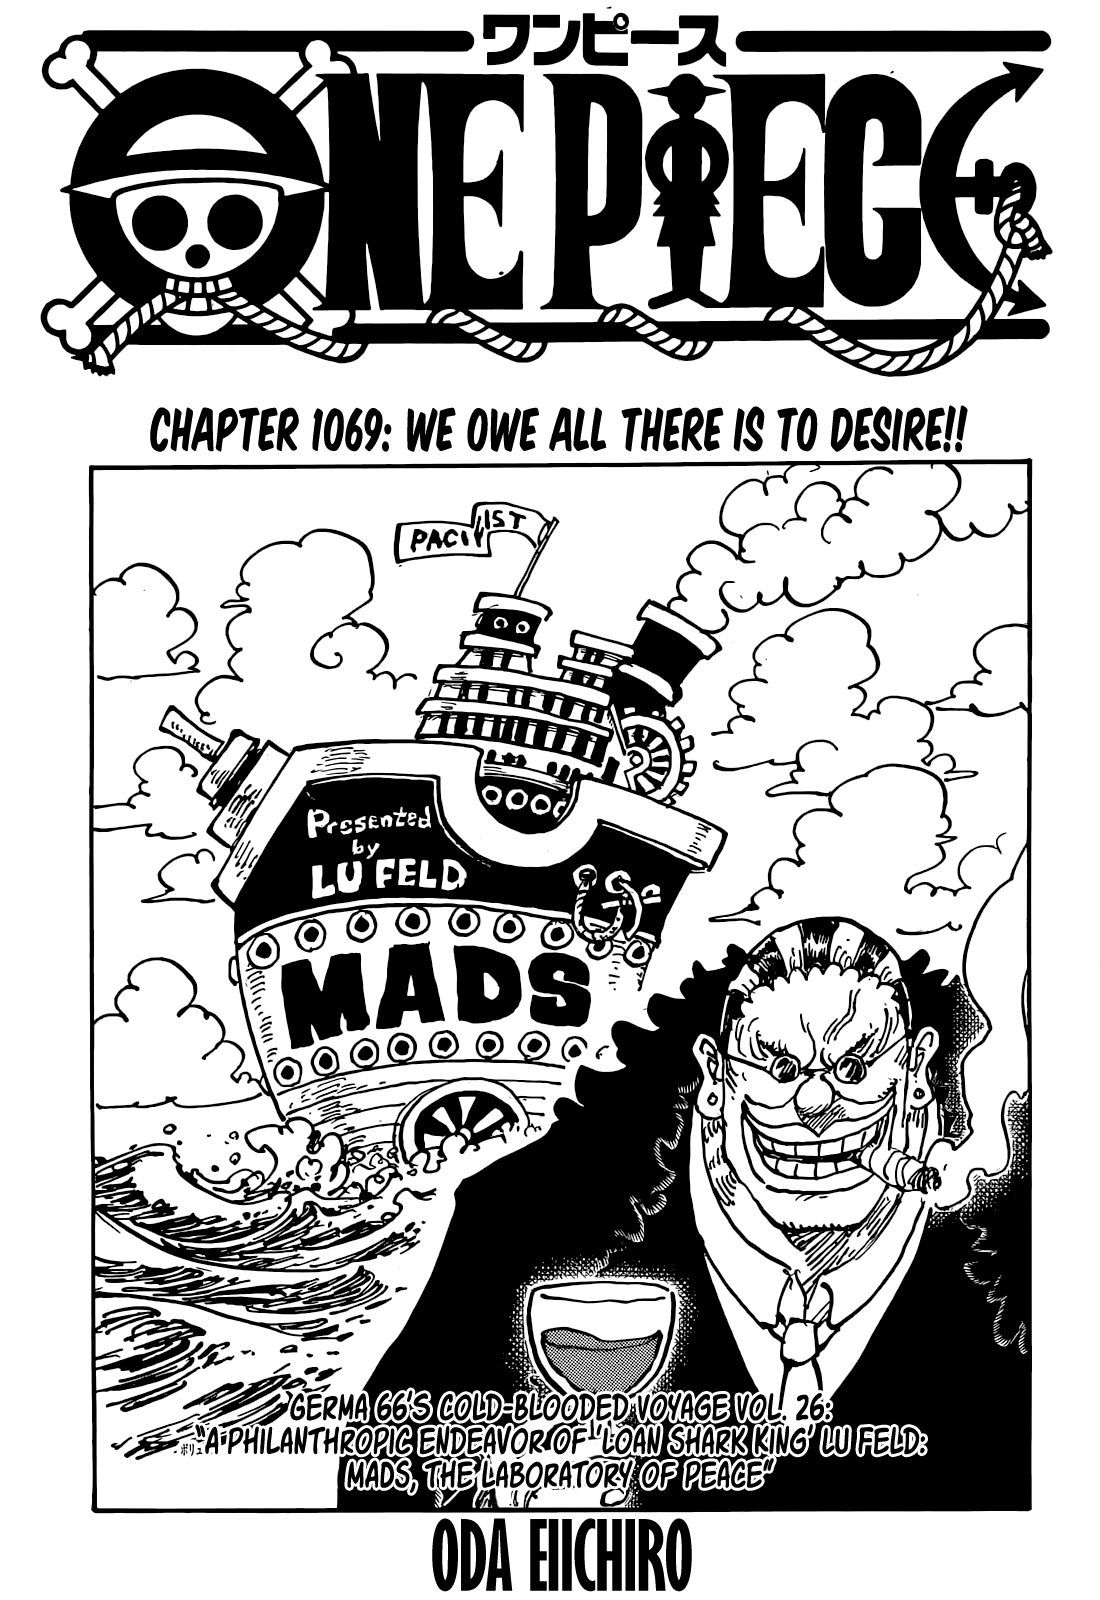 ワンピース
ONE PIECE
CHAPTER 1069: WE OWE ALL THERE IS TO DESIRE!!
PACIFIST
Presented
by
LU FELD
MADS
GERMA 66'S COLD-BLOODED VOYAGE VOL. 26:
"A PHILANTHROPIC ENDEAVOR OF 'LOAN SHARK KING' LU FELD:
MADS, THE LABORATORY OF PEACE"
ODA EIICHIRO